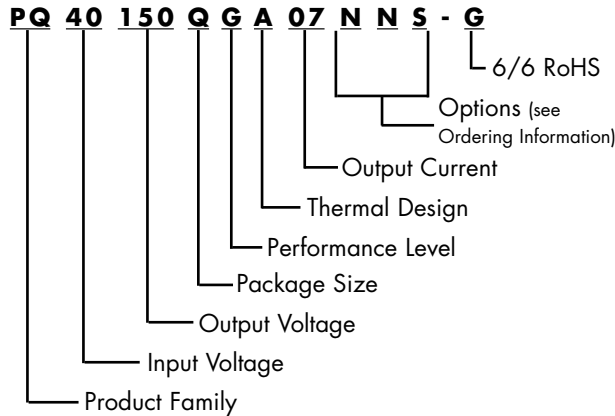 PQ 40 150 Q G A 07 N N S - G
6/6 RoHS
Options (see
Ordering Information)
Output Current
Thermal Design
Performance Level
Package Size
Output Voltage
Input Voltage
Product Family